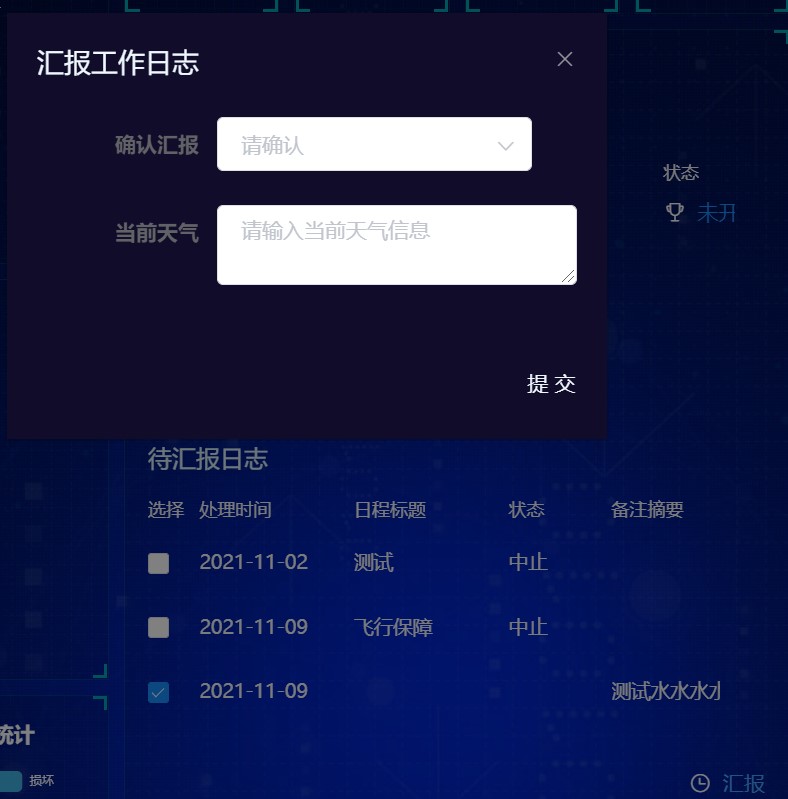 汇报工作日志
确认汇报 请确认
当前天气 请输入当前天气信息
提交
状态
未开
待汇报日志
选择 处理时间 日程标题 状态 备注摘要
2021-11-02 测试 中止
2021-11-09 飞行保障 中止
2021-11-09 测试水水水
统计
损坏
汇报